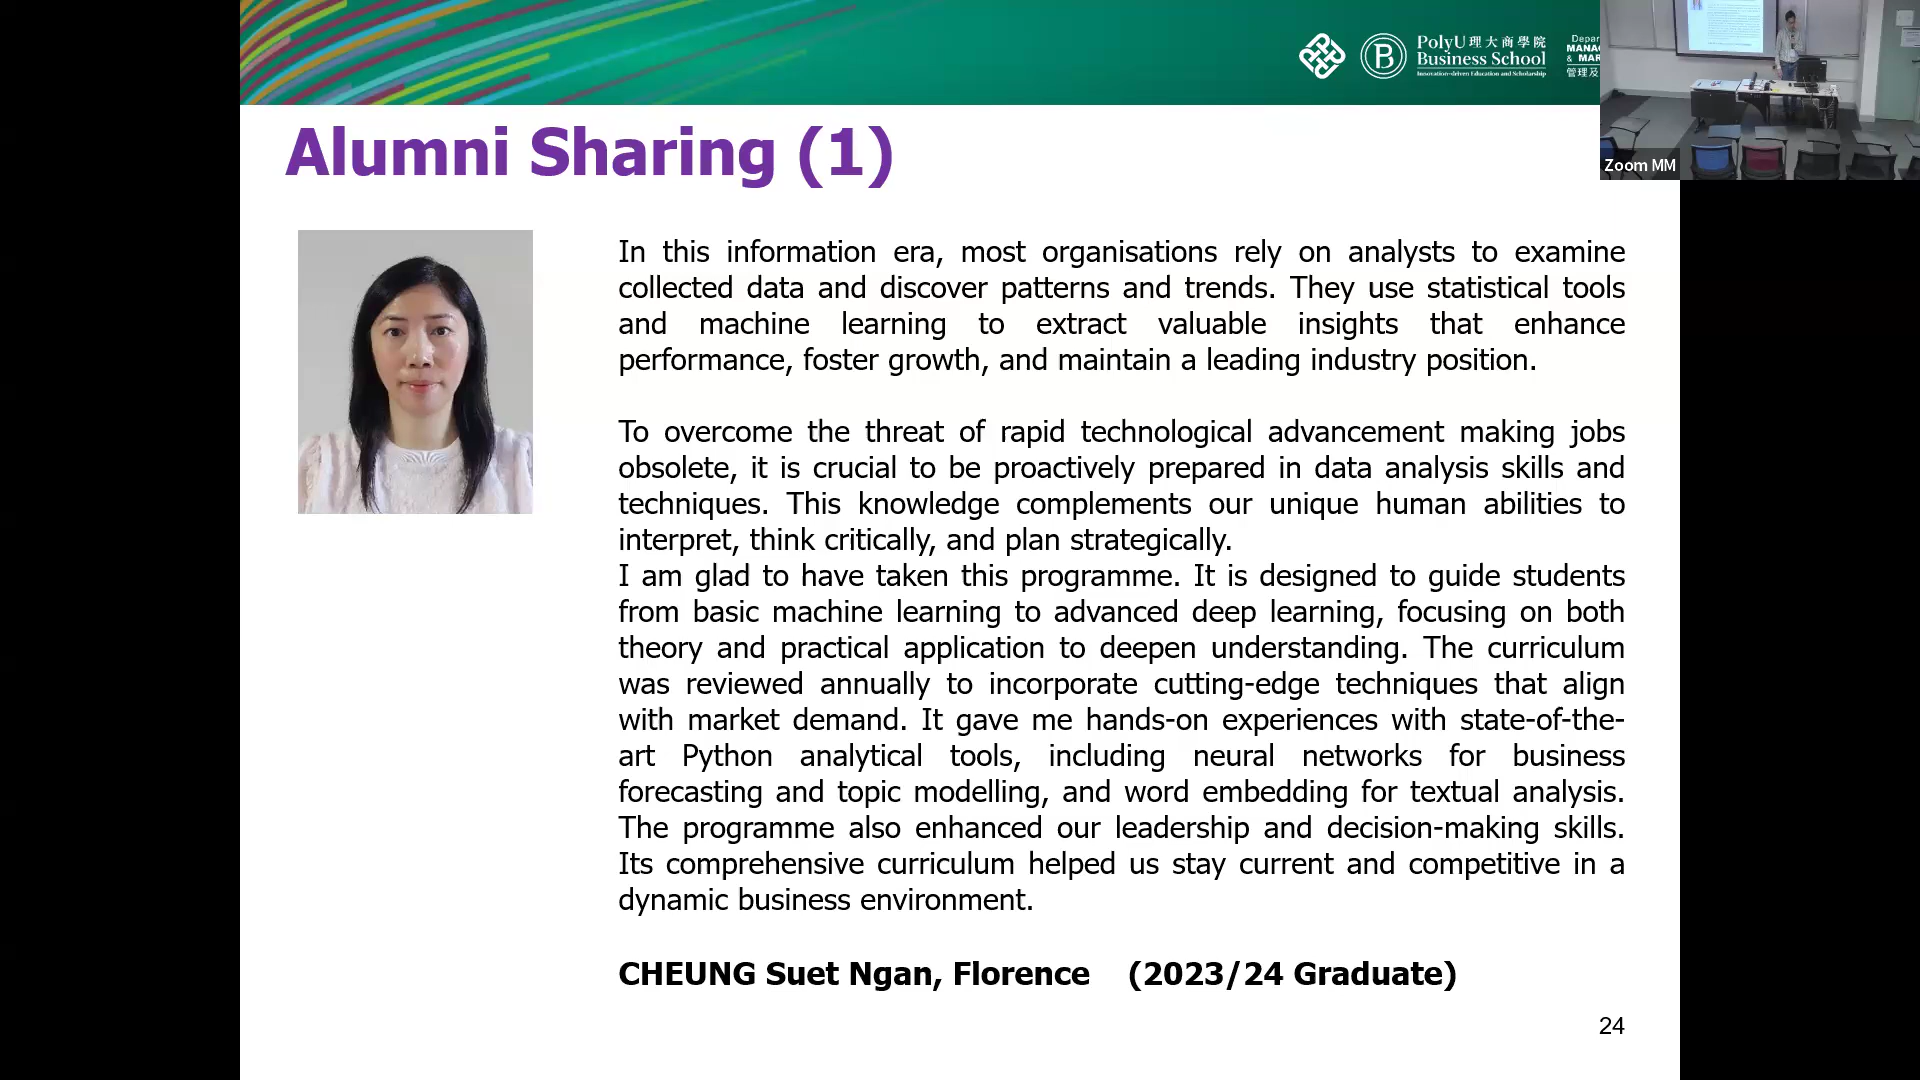 PolyU 理大商學院
Business School
Innovation-driven Education and Scholarship
Depar
MANAG
& MAR
管理及
Zoom MM
Alumni Sharing (1)
In this information era, most organisations rely on analysts to examine
collected data and discover patterns and trends. They use statistical tools
and machine learning to extract valuable insights that enhance
performance, foster growth, and maintain a leading industry position.
To overcome the threat of rapid technological advancement making jobs
obsolete, it is crucial to be proactively prepared in data analysis skills and
techniques. This knowledge complements our unique human abilities to
interpret, think critically, and plan strategically.
I am glad to have taken this programme. It is designed to guide students
from basic machine learning to advanced deep learning, focusing on both
theory and practical application to deepen understanding. The curriculum
was reviewed annually to incorporate cutting-edge techniques that align
with market demand. It gave me hands-on experiences with state-of-the-
art Python analytical tools, including neural networks for business
forecasting and topic modelling, and word embedding for textual analysis.
The programme also enhanced our leadership and decision-making skills.
Its comprehensive curriculum helped us stay current and competitive in a
dynamic business environment.
CHEUNG Suet Ngan, Florence (2023/24 Graduate)
24